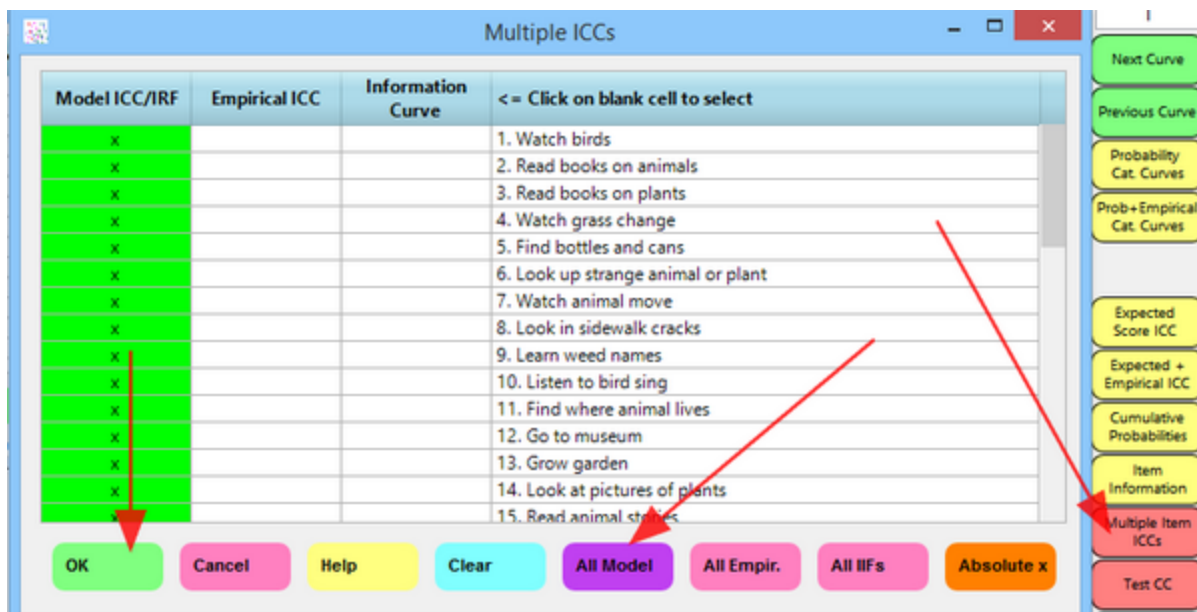 Multiple ICCs
Model ICC/IRF Empirical ICC Information Curve <= Click on blank cell to select
x 1. Watch birds
x 2. Read books on animals
x 3. Read books on plants
x 4. Watch grass change
x 5. Find bottles and cans
x 6. Look up strange animal or plant
x 7. Watch animal move
x 8. Look in sidewalk cracks
x 9. Learn weed names
x 10. Listen to bird sing
x 11. Find where animal lives
x 12. Go to museum
x 13. Grow garden
x 14. Look at pictures of plants
x 15. Read animal stories
OK Cancel Help Clear All Model All Empir. All IIFs Absolute x
Next Curve
Previous Curve
Probability
Cat. Curves
Prob+Empirical
Cat. Curves
Expected
Score ICC
Expected +
Empirical ICC
Cumulative
Probabilities
Item
Information
Multiple Item
ICCs
Test CC